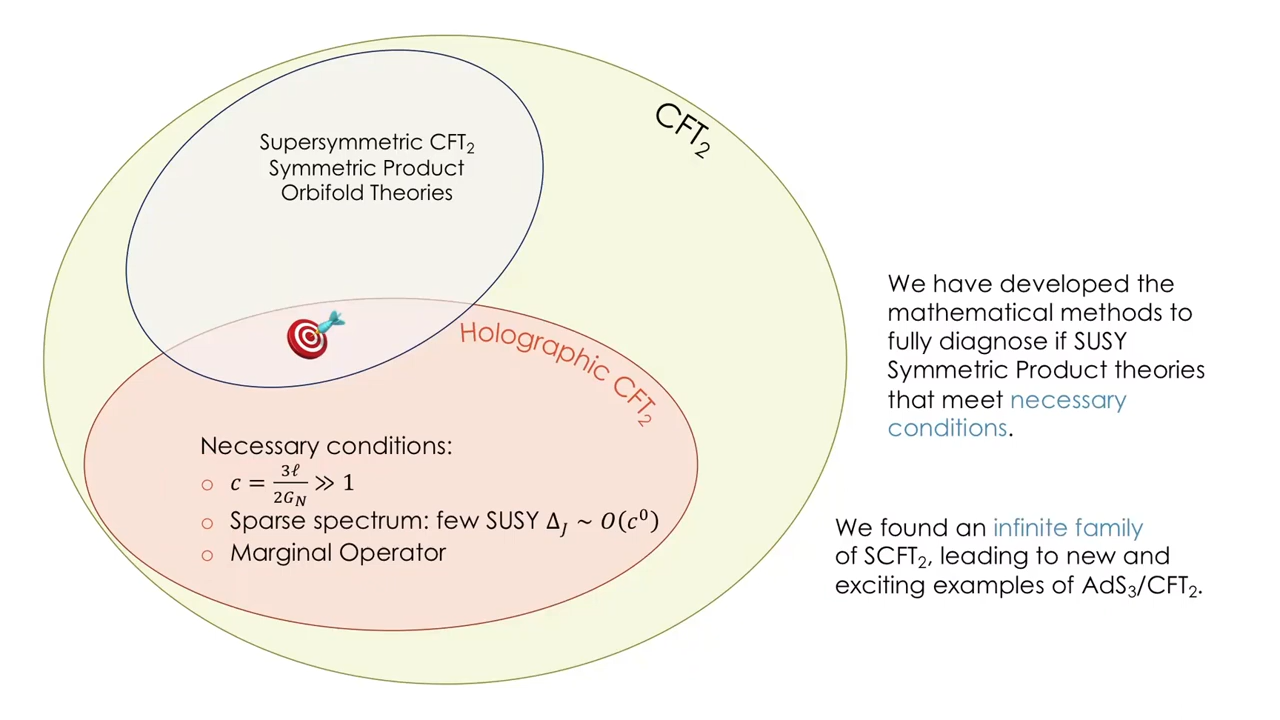 CFT₂
Supersymmetric CFT₂
Symmetric Product
Orbifold Theories
Holographic CFT₂
Necessary conditions:
○ c = 3ℓ/2G_N ≫ 1
○ Sparse spectrum: few SUSY Δ_J ~ O(c⁰)
○ Marginal Operator
We have developed the
mathematical methods to
fully diagnose if SUSY
Symmetric Product theories
that meet necessary
conditions.
We found an infinite family
of SCFT₂, leading to new and
exciting examples of AdS₃/CFT₂.